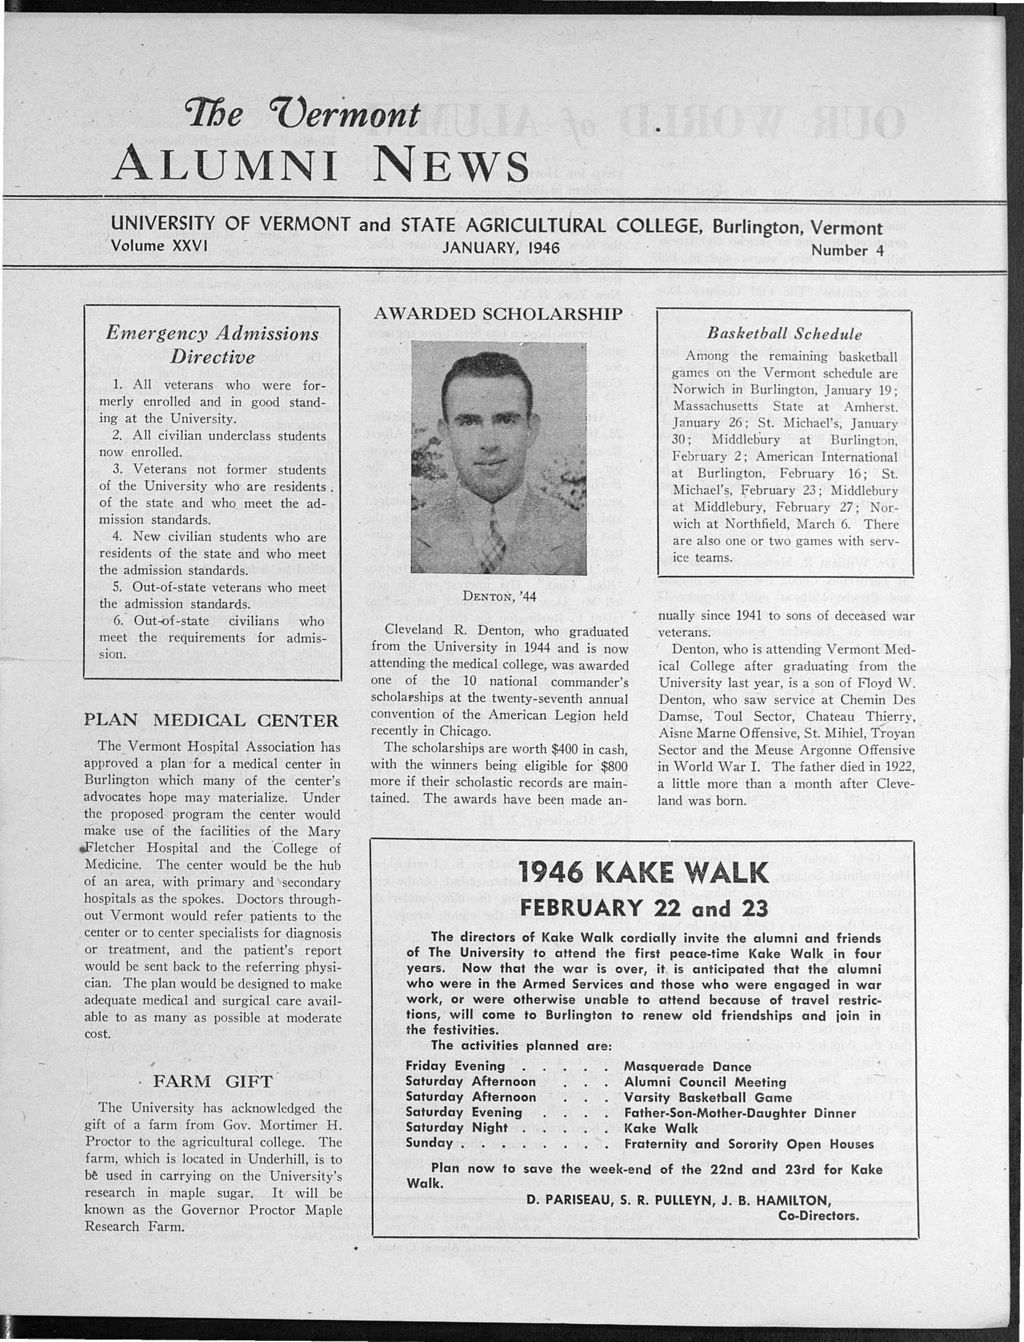 The Vermont
ALUMNI NEWS
UNIVERSITY OF VERMONT and STATE AGRICULTURAL COLLEGE, Burlington, Vermont
Volume XXVI JANUARY, 1946 Number 4
Emergency Admissions
Directive
1. All veterans who were for-
merly enrolled and in good stand-
ing at the University.
2. All civilian underclass students
now enrolled.
3. Veterans not former students
of the University who are residents
of the state and who meet the ad-
mission standards.
4. New civilian students who are
residents of the state and who meet
the admission standards.
5. Out-of-state veterans who meet
the admission standards.
6. Out-of-state civilians who
meet the requirements for admis-
sion.
PLAN MEDICAL CENTER
The Vermont Hospital Association has
approved a plan for a medical center in
Burlington which many of the center's
advocates hope may materialize. Under
the proposed program the center would
make use of the facilities of the Mary
Fletcher Hospital and the College of
Medicine. The center would be the hub
of an area, with primary and secondary
hospitals as the spokes. Doctors through-
out Vermont would refer patients to the
center or to center specialists for diagnosis
or treatment, and the patient's report
would be sent back to the referring physi-
cian. The plan would be designed to make
adequate medical and surgical care avail-
able to as many as possible at moderate
cost.
FARM GIFT
The University has acknowledged the
gift of a farm from Gov. Mortimer H.
Proctor to the agricultural college. The
farm, which is located in Underhill, is to
be used in carrying on the University's
research in maple sugar. It will be
known as the Governor Proctor Maple
Research Farm.
AWARDED SCHOLARSHIP
DENTON, '44
Cleveland R. Denton, who graduated
from the University in 1944 and is now
attending the medical college, was awarded
one of the 10 national commander's
scholarships at the twenty-seventh annual
convention of the American Legion held
recently in Chicago.
The scholarships are worth $400 in cash,
with the winners being eligible for $800
more if their scholastic records are main-
tained. The awards have been made an-
Basketball Schedule
Among the remaining basketball
games on the Vermont schedule are
Norwich in Burlington, January 19;
Massachusetts State at Amherst.
January 26; St. Michael's, January
30; Middlebury at Burlington,
February 2; American International
at Burlington, February 16; St.
Michael's, February 23; Middlebury
at Middlebury, February 27; Nor-
wich at Northfield, March 6. There
are also one or two games with serv-
ice teams.
nually since 1941 to sons of deceased war
veterans.
Denton, who is attending Vermont Med-
ical College after graduating from the
University last year, is a son of Floyd W.
Denton, who saw service at Chemin Des
Damse, Toul Sector, Chateau Thierry,
Aisne Marne Offensive, St. Mihiel, Troyan
Sector and the Meuse Argonne Offensive
in World War I. The father died in 1922,
a little more than a month after Cleve-
land was born.
1946 KAKE WALK
FEBRUARY 22 and 23
The directors of Kake Walk cordially invite the alumni and friends
of The University to attend the first peace-time Kake Walk in four
years. Now that the war is over, it is anticipated that the alumni
who were in the Armed Services and those who were engaged in war
work, or were otherwise unable to attend because of travel restric-
tions, will come to Burlington to renew old friendships and join in
the festivities.
The activities planned are:
Friday Evening . . . . . Masquerade Dance
Saturday Afternoon . . . Alumni Council Meeting
Saturday Afternoon . . . Varsity Basketball Game
Saturday Evening . . . . Father-Son-Mother-Daughter Dinner
Saturday Night . . . . . Kake Walk
Sunday . . . . . . . . Fraternity and Sorority Open Houses
Plan now to save the week-end of the 22nd and 23rd for Kake
Walk.
D. PARISEAU, S. R. PULLEYN, J. B. HAMILTON,
Co-Directors.